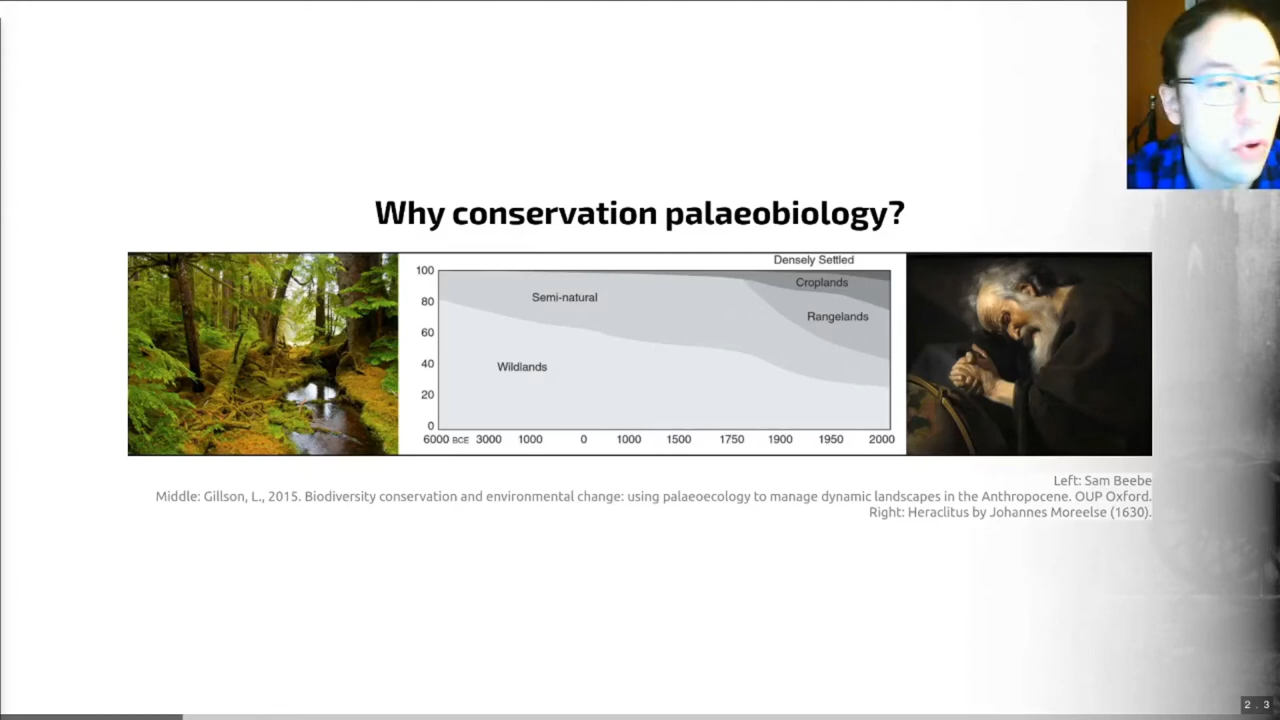 Why conservation palaeobiology?
Densely Settled
100
Croplands
80
Semi-natural
Rangelands
60
40
Wildlands
20
0
6000 BCE 3000 1000 0 1000 1500 1750 1900 1950 2000
Left: Sam Beebe
Middle: Gillson, L., 2015. Biodiversity conservation and environmental change: using palaeoecology to manage dynamic landscapes in the Anthropocene. OUP Oxford.
Right: Heraclitus by Johannes Moreelse (1630).
2 . 3